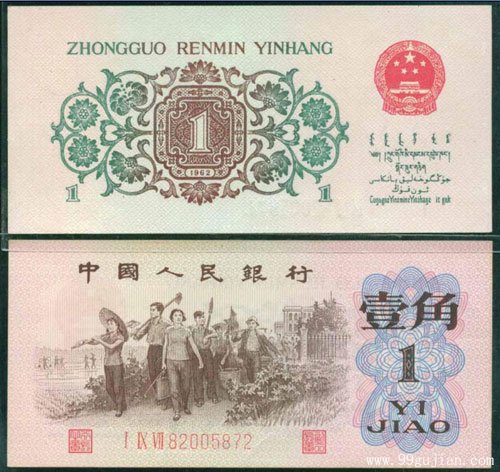 ZHONGGUO RENMIN YINHANG
1
1962
1
1
中國人民銀行
壹角
1
YI
JIAO
I IX VII 82005872
www.99gujian.com